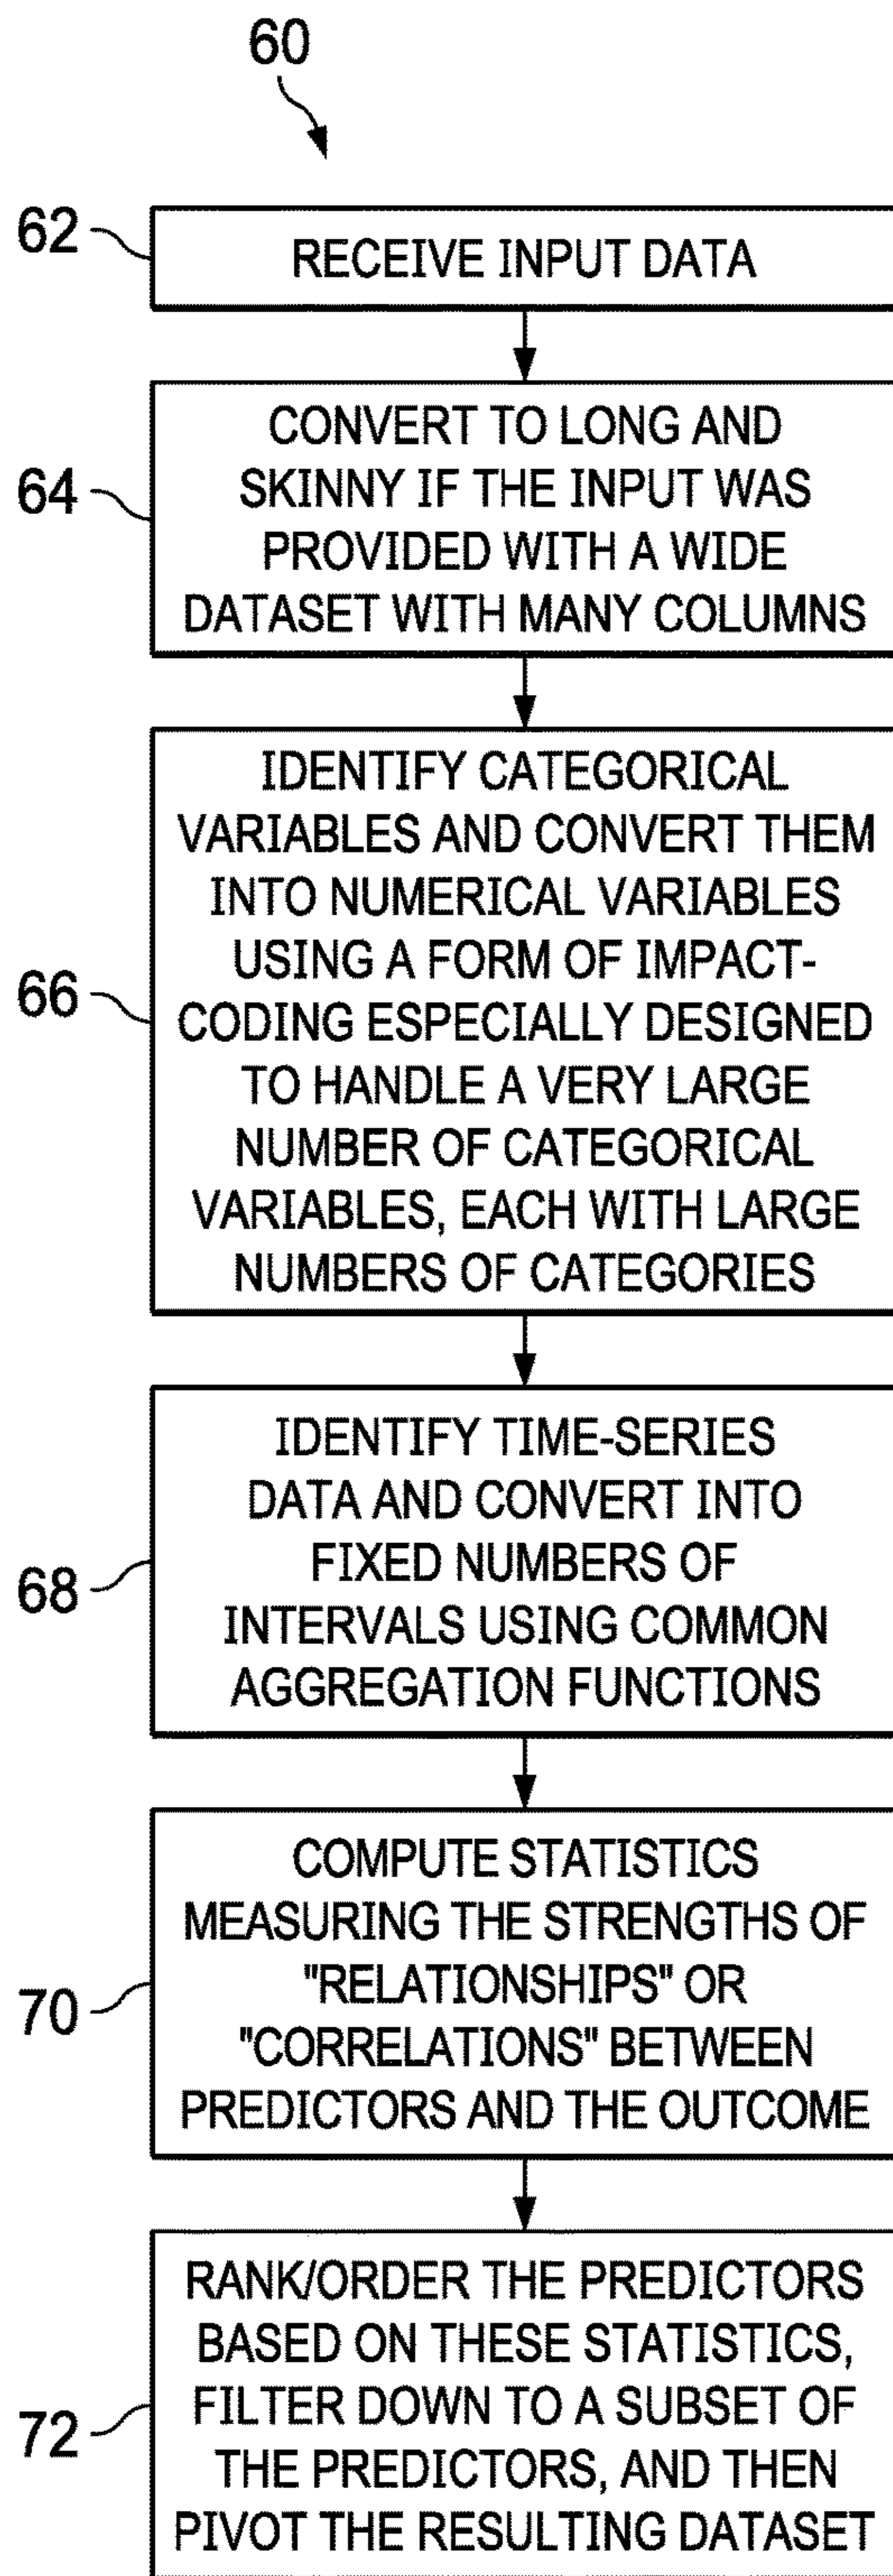 60
62
RECEIVE INPUT DATA
64
CONVERT TO LONG AND
SKINNY IF THE INPUT WAS
PROVIDED WITH A WIDE
DATASET WITH MANY COLUMNS
66
IDENTIFY CATEGORICAL
VARIABLES AND CONVERT THEM
INTO NUMERICAL VARIABLES
USING A FORM OF IMPACT-
CODING ESPECIALLY DESIGNED
TO HANDLE A VERY LARGE
NUMBER OF CATEGORICAL
VARIABLES, EACH WITH LARGE
NUMBERS OF CATEGORIES
68
IDENTIFY TIME-SERIES
DATA AND CONVERT INTO
FIXED NUMBERS OF
INTERVALS USING COMMON
AGGREGATION FUNCTIONS
70
COMPUTE STATISTICS
MEASURING THE STRENGTHS OF
"RELATIONSHIPS" OR
"CORRELATIONS" BETWEEN
PREDICTORS AND THE OUTCOME
72
RANK/ORDER THE PREDICTORS
BASED ON THESE STATISTICS,
FILTER DOWN TO A SUBSET OF
THE PREDICTORS, AND THEN
PIVOT THE RESULTING DATASET